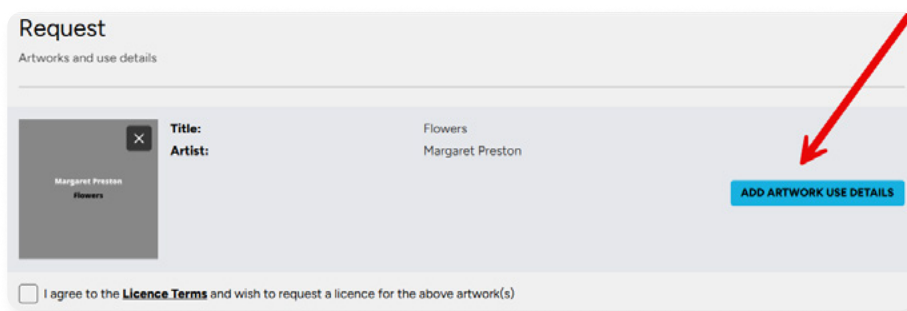 Request
Artworks and use details
Title: Flowers
Artist: Margaret Preston
Margaret Preston
Flowers
ADD ARTWORK USE DETAILS
I agree to the Licence Terms and wish to request a licence for the above artwork(s)